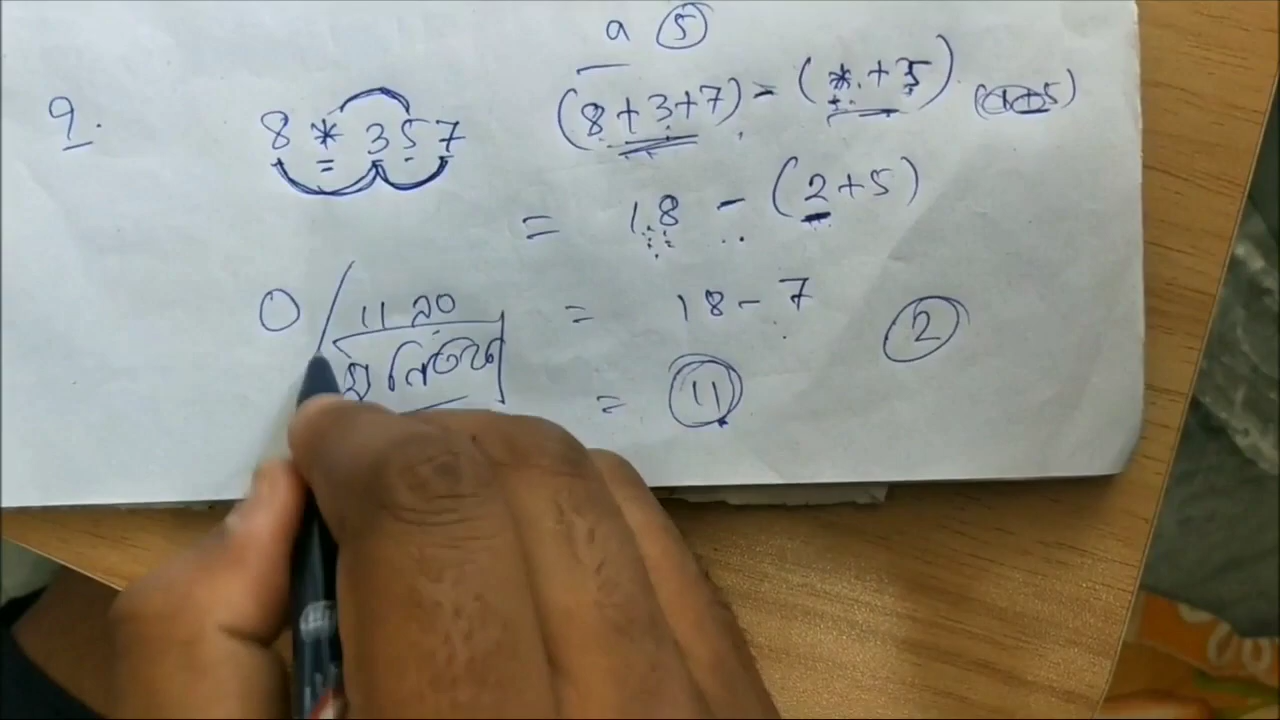 a 5
9. 8 * 3 5 7 (8+3+7) - (*+5)
= 18 - (2+5)
0 / 11
= 18 - 7
2
= 11